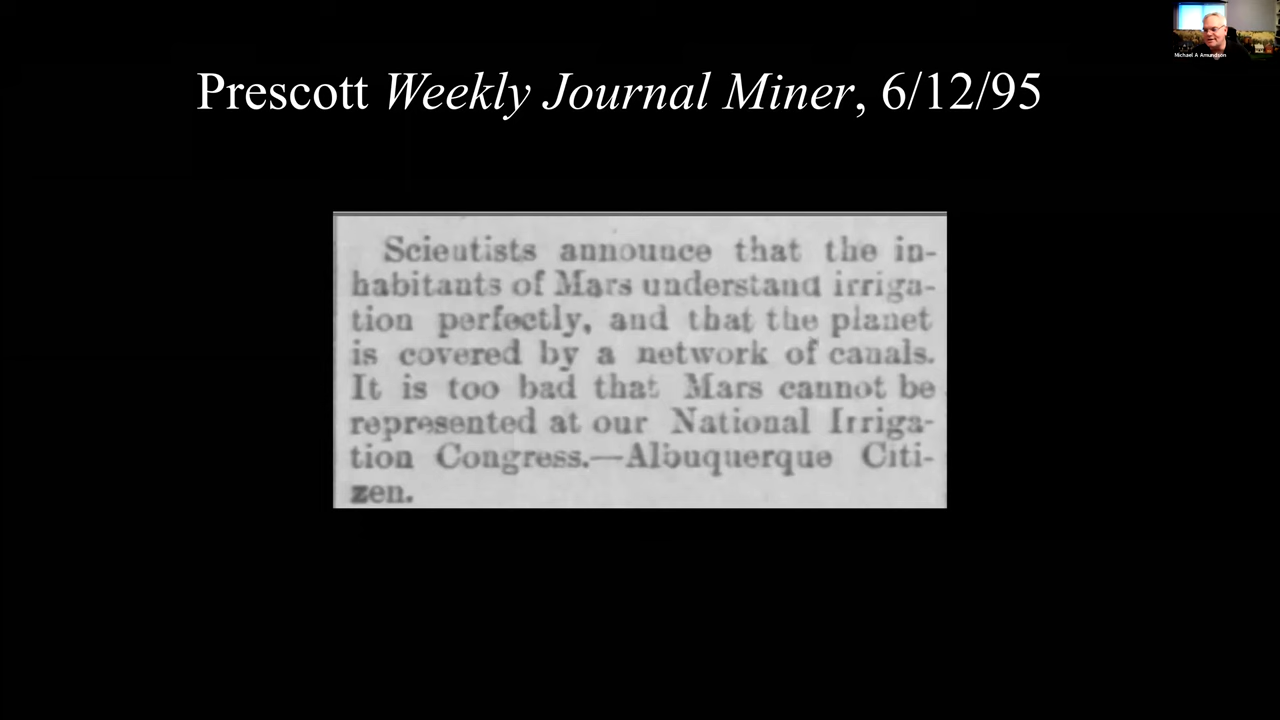 Michael A Amundson
Prescott Weekly Journal Miner, 6/12/95
Scientists announce that the in-
habitants of Mars understand irriga-
tion perfectly, and that the planet
is covered by a network of canals.
It is too bad that Mars cannot be
represented at our National Irriga-
tion Congress.—Albuquerque Citi-
zen.